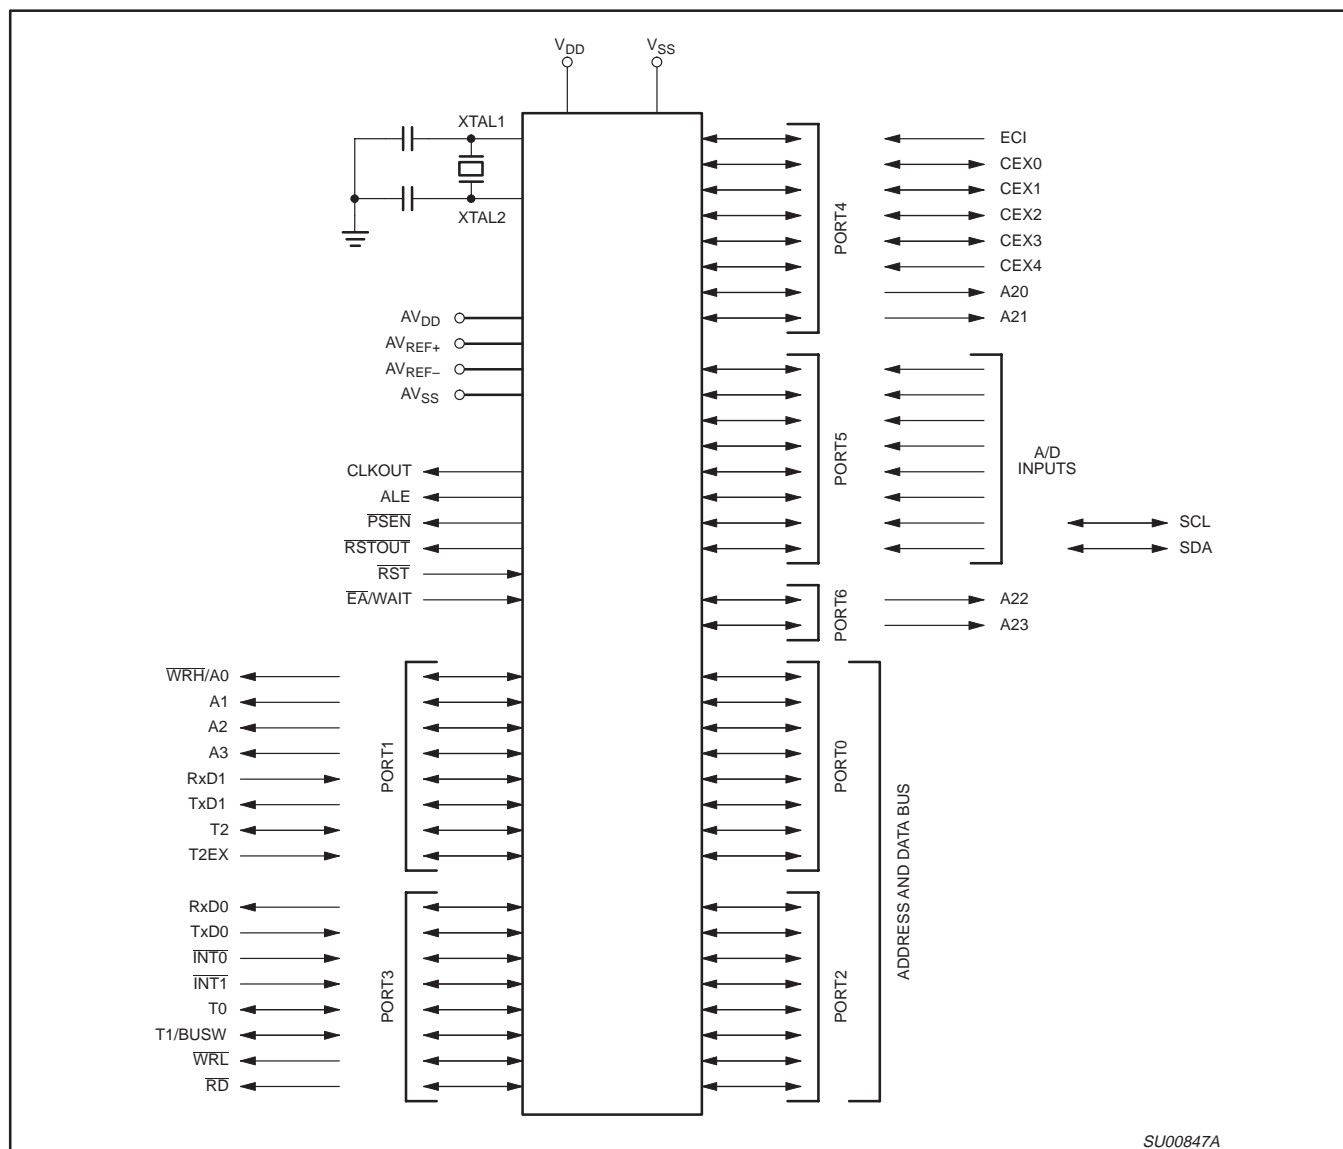 VDD VSS
XTAL1
XTAL2
AVDD
AVREF+
AVREF–
AVSS
CLKOUT
ALE
PSEN
RSTOUT
RST
EA/WAIT
WRH/A0
A1
A2
A3
RxD1
TxD1
T2
T2EX
PORT1
RxD0
TxD0
INT0
INT1
T0
T1/BUSW
WRL
RD
PORT3
PORT4
ECI
CEX0
CEX1
CEX2
CEX3
CEX4
A20
A21
PORT5
A/D
INPUTS
SCL
SDA
PORT6
A22
A23
PORT0
PORT2
ADDRESS AND DATA BUS
SU00847A